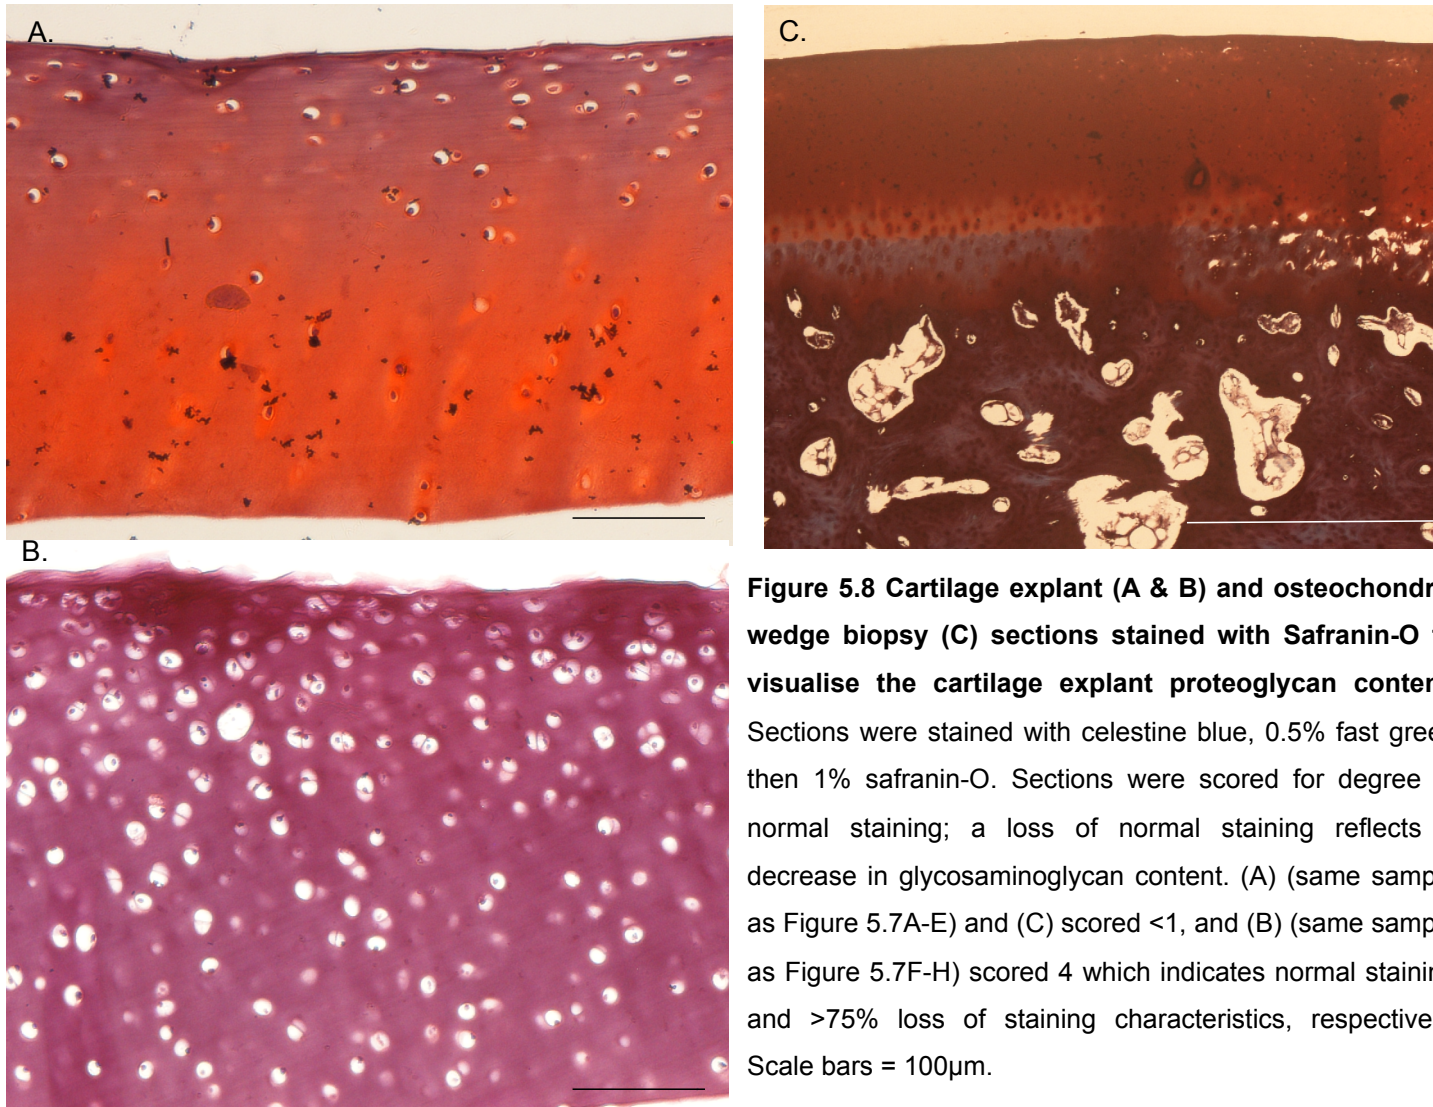 A.
C.
B.
Figure 5.8 Cartilage explant (A & B) and osteochondr
wedge biopsy (C) sections stained with Safranin-O
visualise the cartilage explant proteoglycan conten
Sections were stained with celestine blue, 0.5% fast gree
then 1% safranin-O. Sections were scored for degree
normal staining; a loss of normal staining reflects
decrease in glycosaminoglycan content. (A) (same samp
as Figure 5.7A-E) and (C) scored <1, and (B) (same samp
as Figure 5.7F-H) scored 4 which indicates normal stainin
and >75% loss of staining characteristics, respective
Scale bars = 100µm.